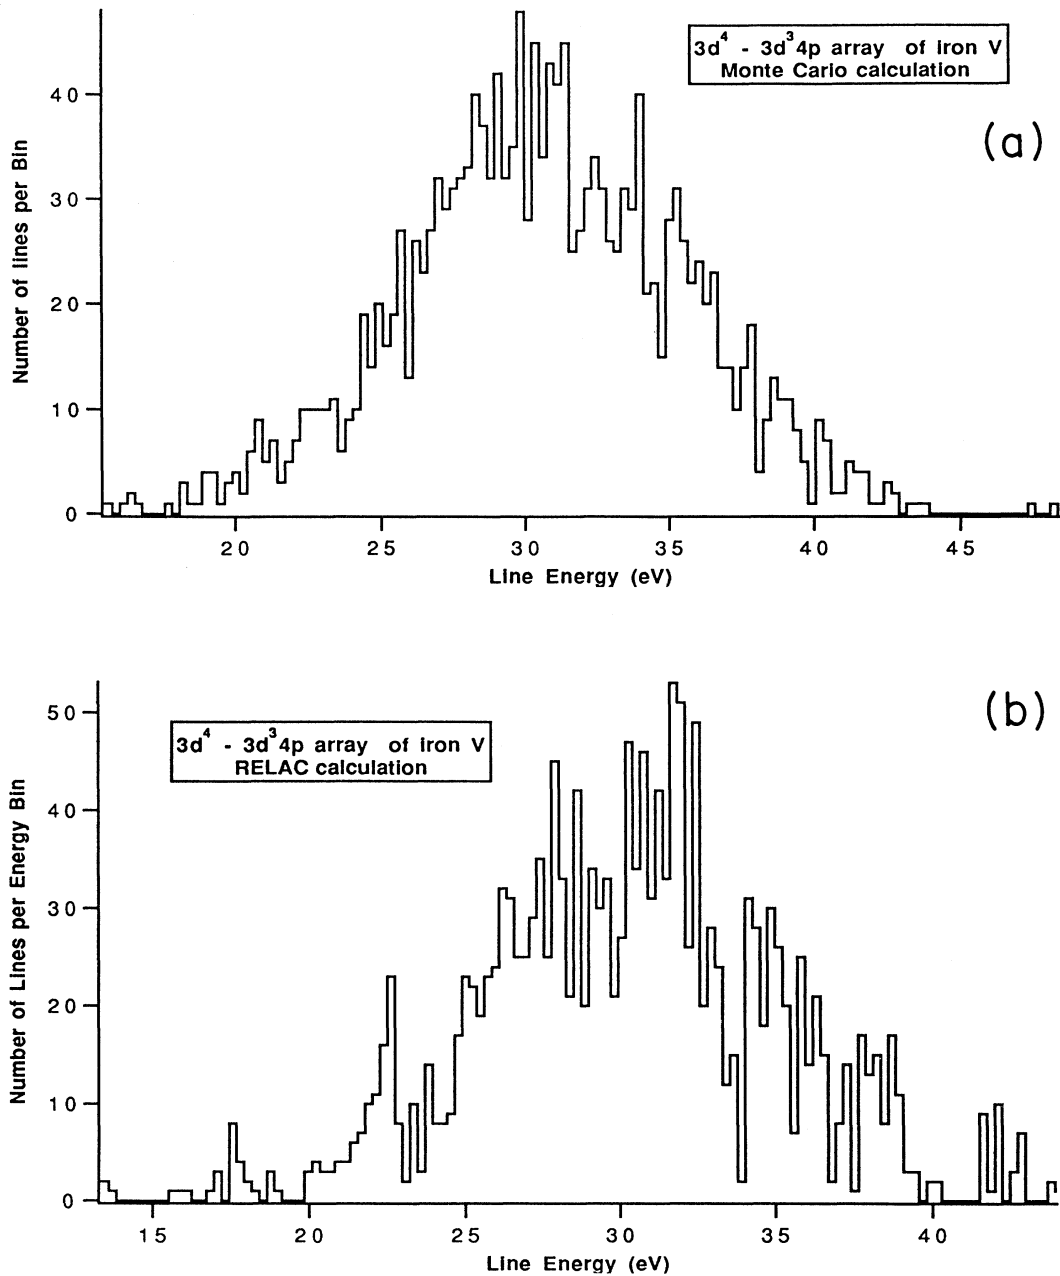 3d⁴ - 3d³4p array of iron V
Monte Carlo calculation
(a)
Number of lines per Bin
40
30
20
10
0
20 25 30 35 40 45
Line Energy (eV)
(b)
3d⁴ - 3d³4p array of iron V
RELAC calculation
Number of Lines per Energy Bin
50
40
30
20
10
0
15 20 25 30 35 40
Line Energy (eV)